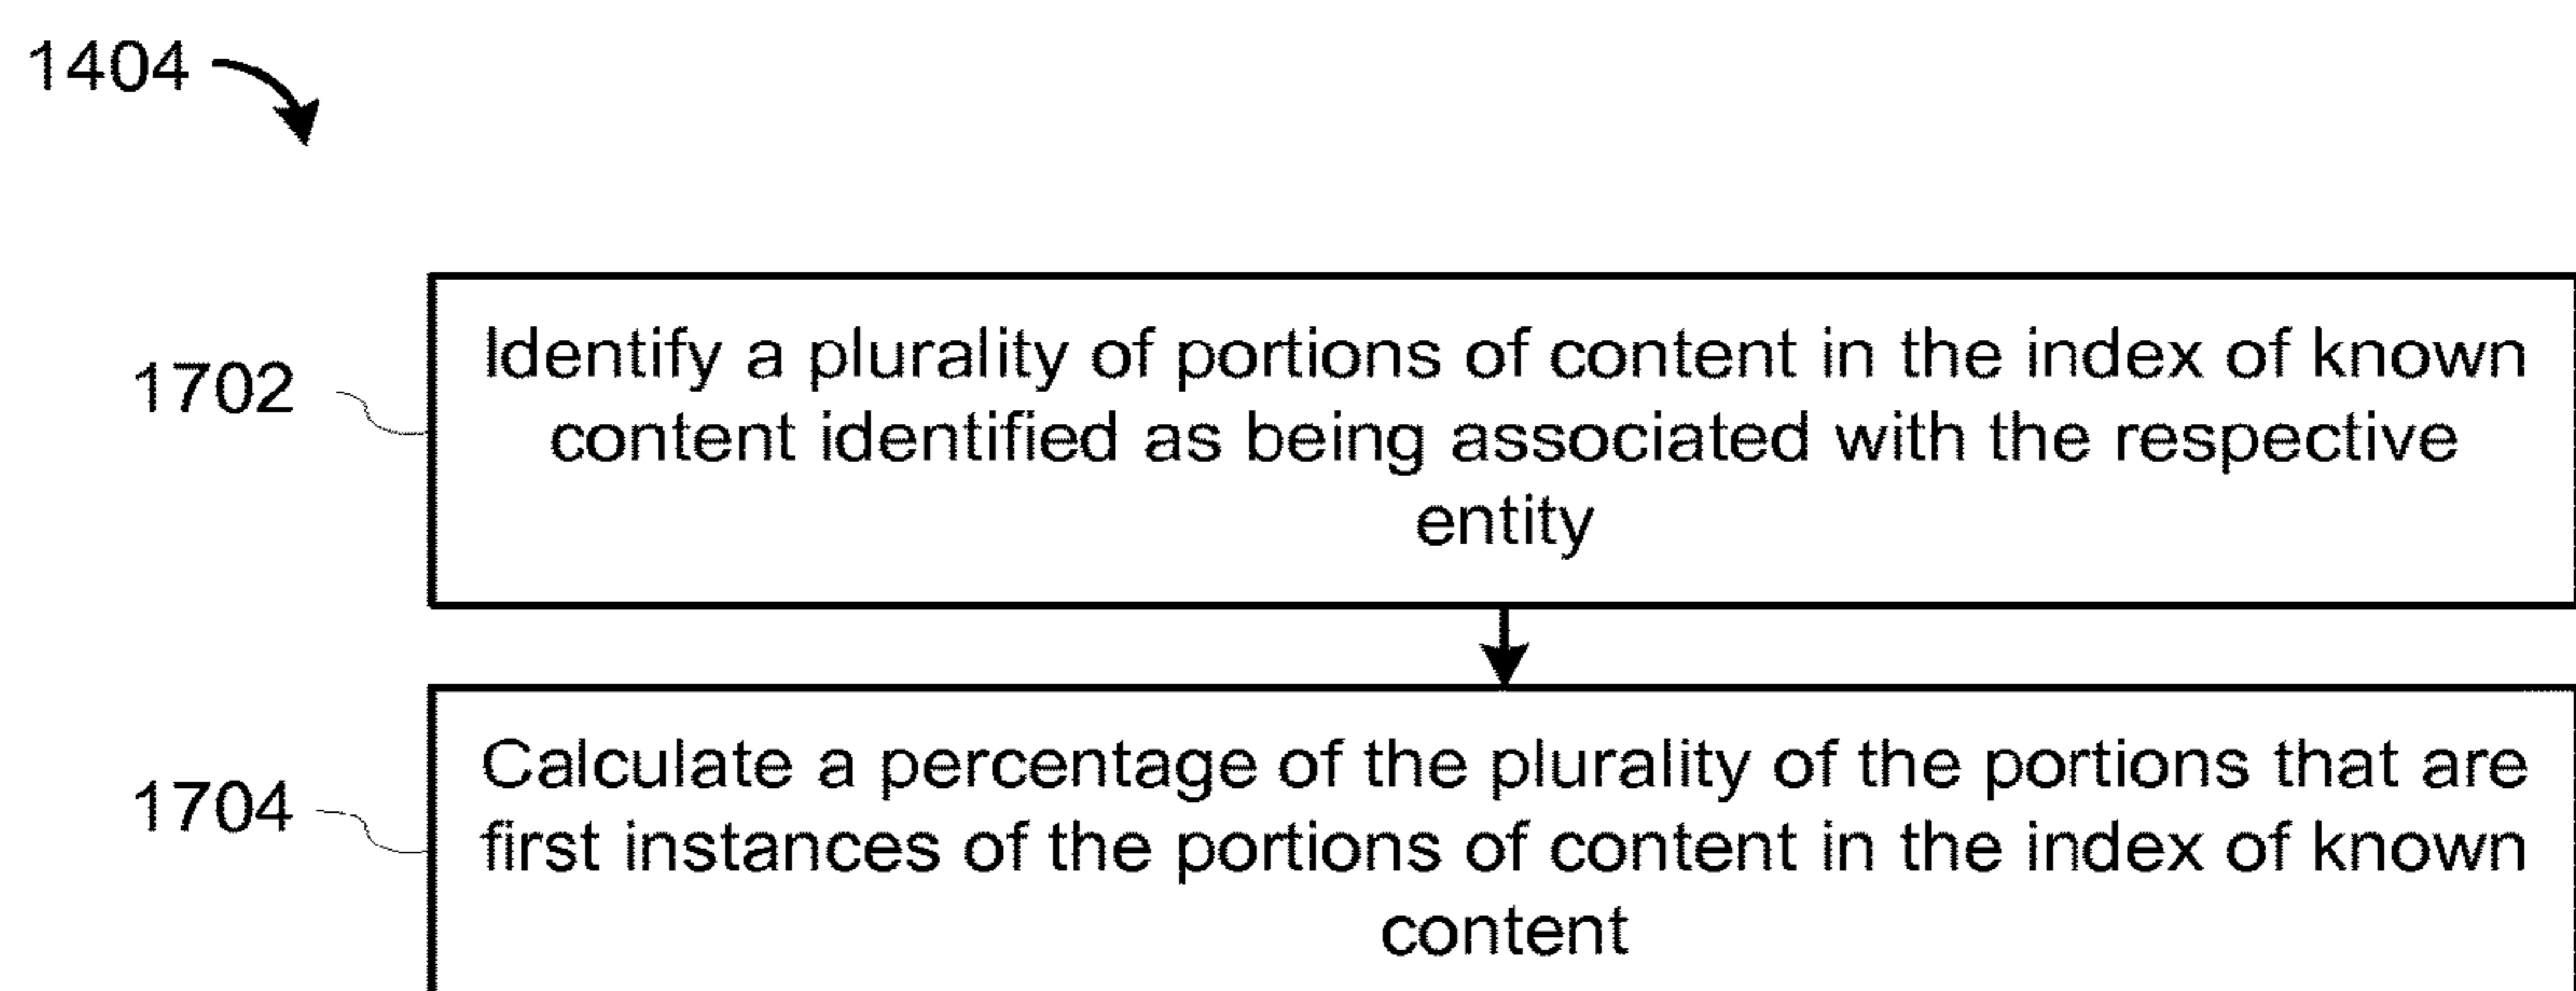 1404
1702
Identify a plurality of portions of content in the index of known
content identified as being associated with the respective
entity
1704
Calculate a percentage of the plurality of the portions that are
first instances of the portions of content in the index of known
content